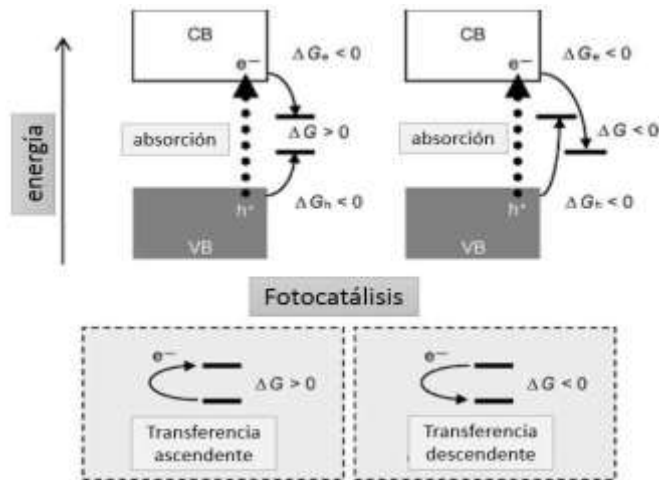 energía
CB
e⁻
ΔGₑ<0
absorción
ΔG>0
h⁺
ΔGₕ<0
VB
CB
e⁻
ΔGₑ<0
absorción
ΔG<0
h⁺
ΔGₕ<0
VB
Fotocatálisis
e⁻
ΔG>0
Transferencia
ascendente
e⁻
ΔG<0
Transferencia
descendente